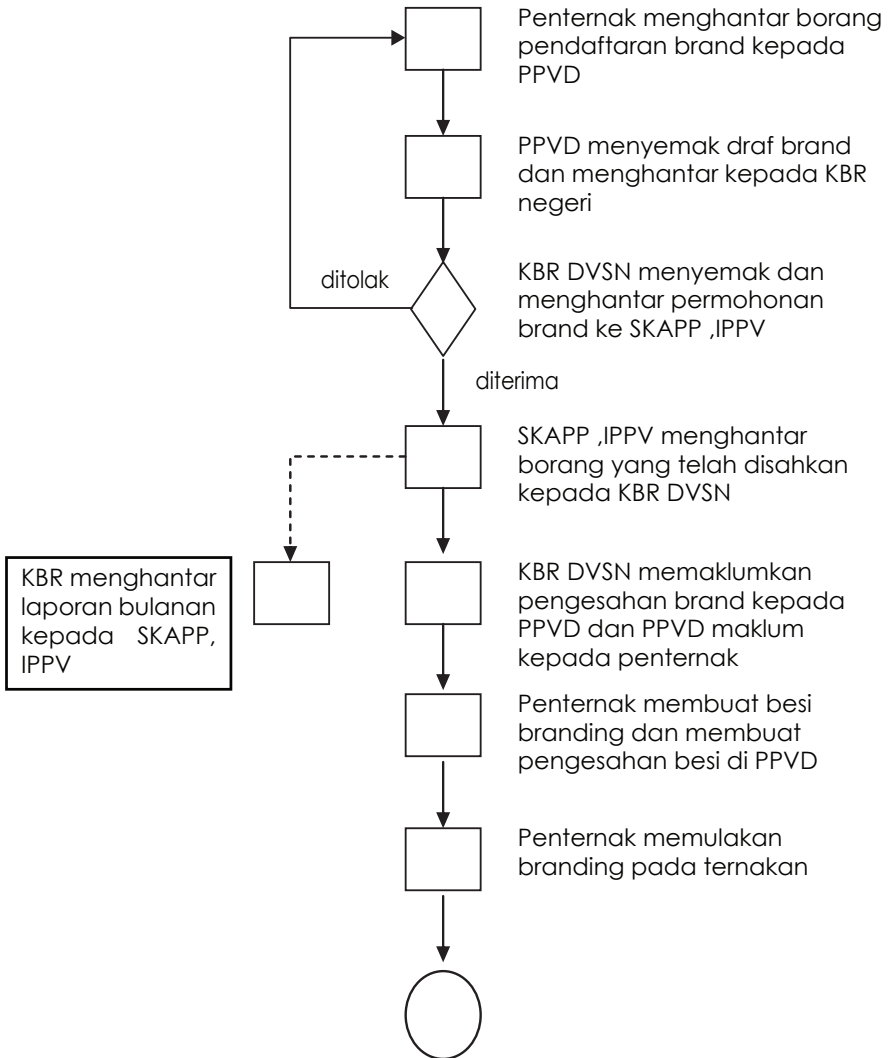 Penternak menghantar borang
pendaftaran brand kepada
PPVD
PPVD menyemak draf brand
dan menghantar kepada KBR
negeri
ditolak
KBR DVSN menyemak dan
menghantar permohonan
brand ke SKAPP ,IPPV
diterima
SKAPP ,IPPV menghantar
borang yang telah disahkan
kepada KBR DVSN
KBR menghantar
laporan bulanan
kepada SKAPP,
IPPV
KBR DVSN memaklumkan
pengesahan brand kepada
PPVD dan PPVD maklum
kepada penternak
Penternak membuat besi
branding dan membuat
pengesahan besi di PPVD
Penternak memulakan
branding pada ternakan